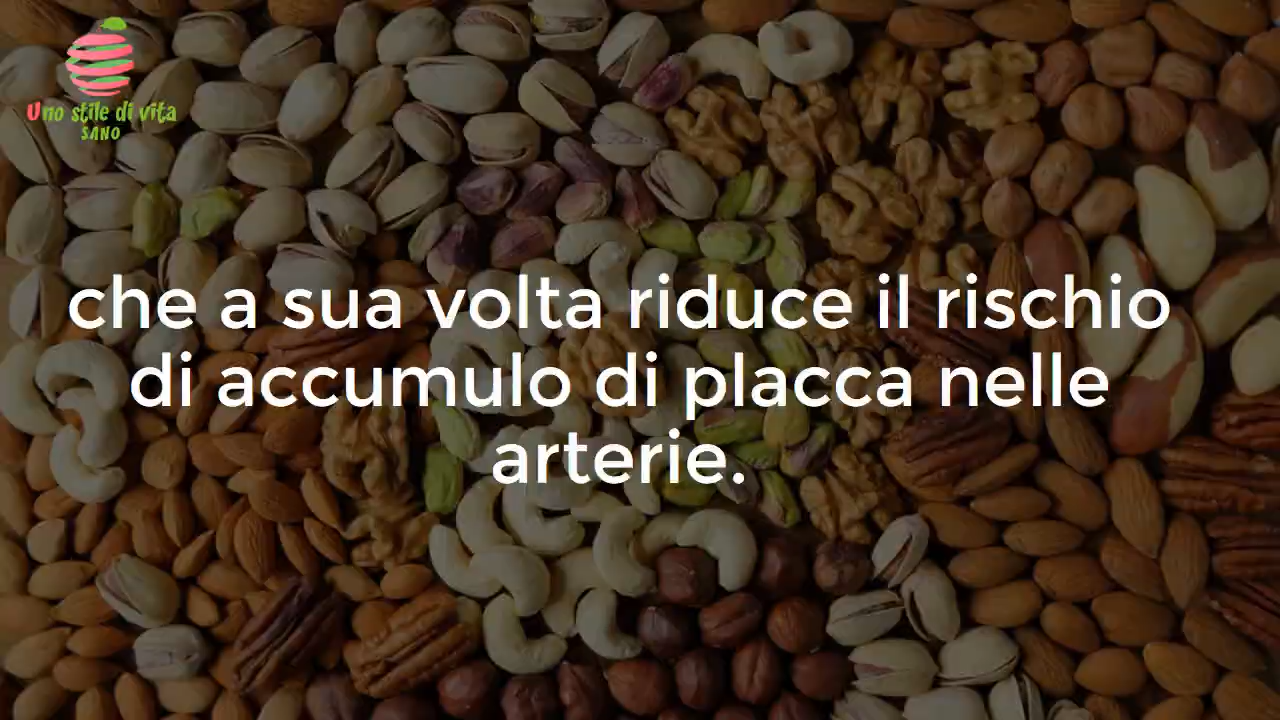 Uno stile di vita
SANO
che a sua volta riduce il rischio
di accumulo di placca nelle
arterie.